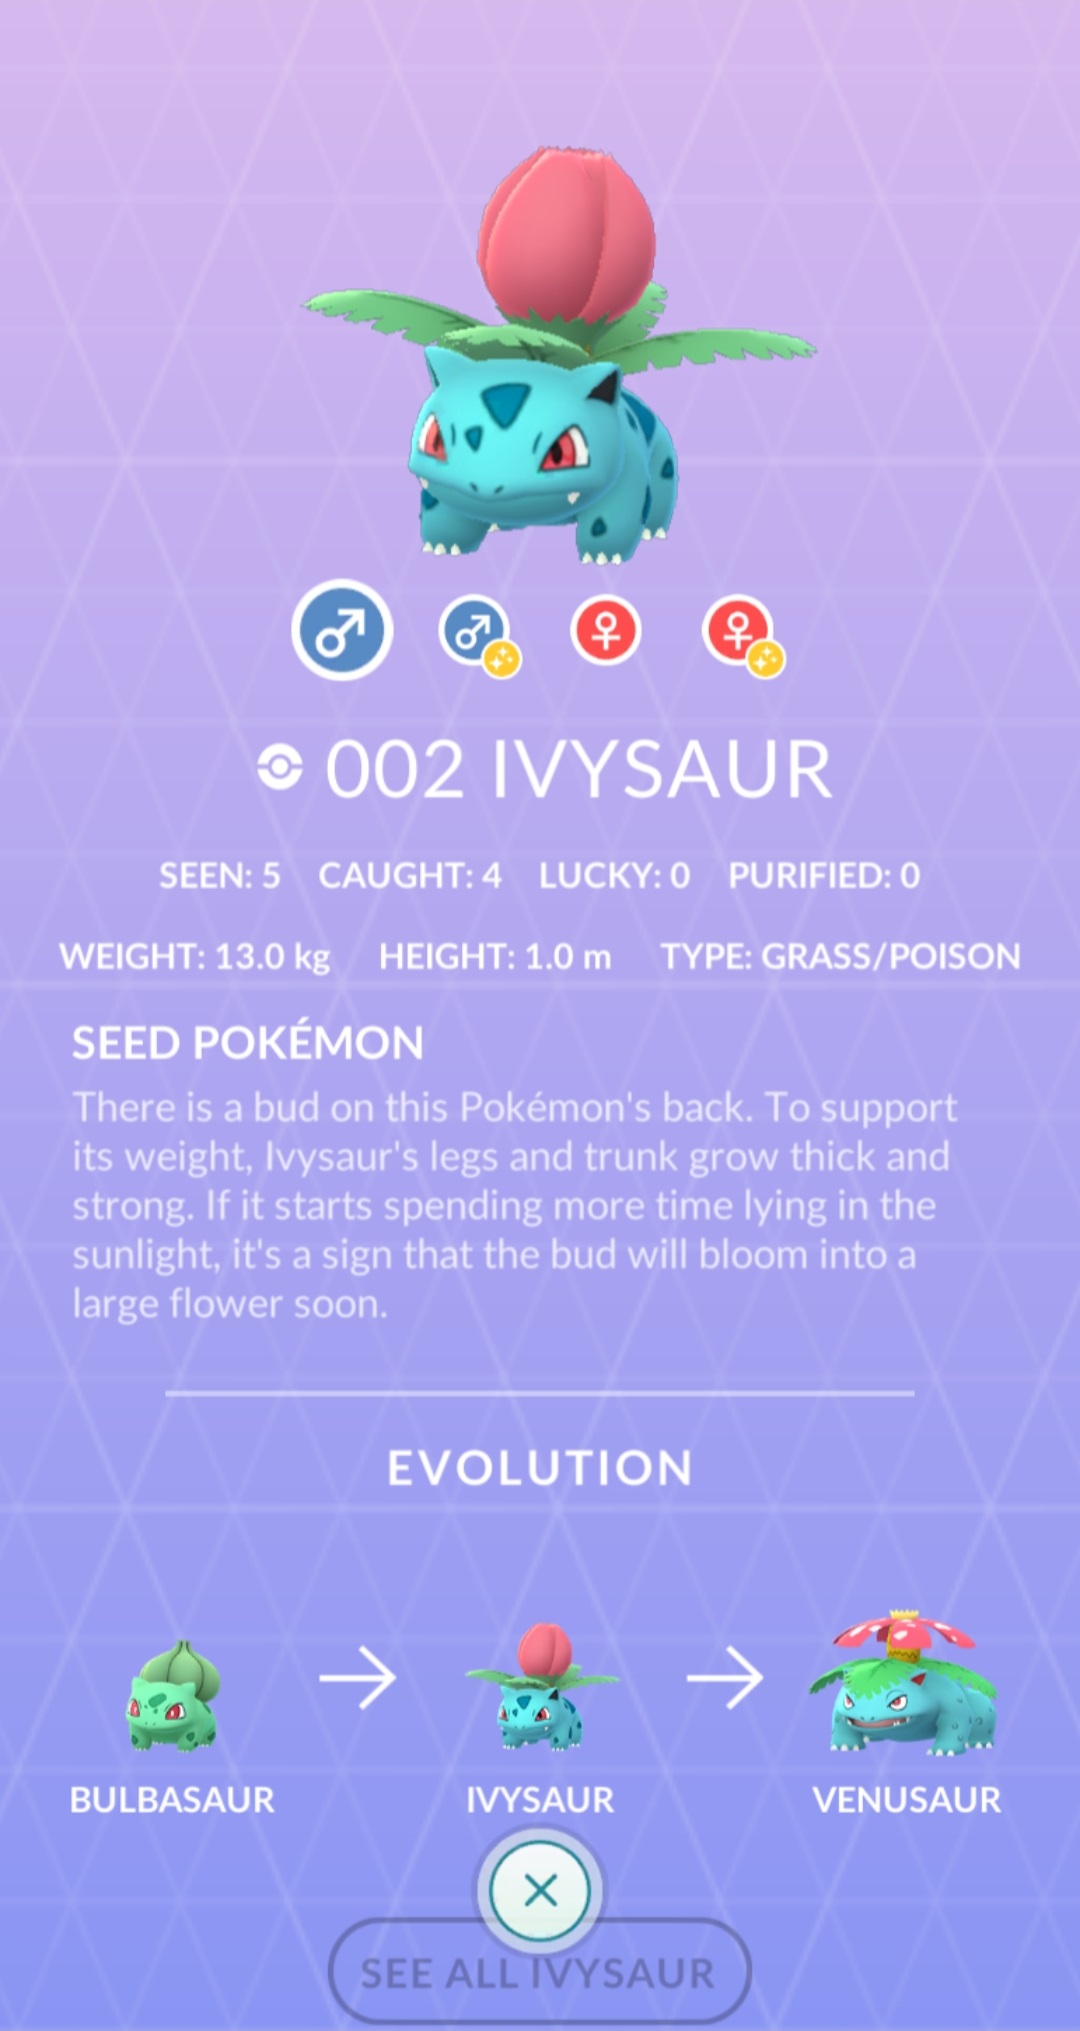 002 IVYSAUR
SEEN: 5 CAUGHT: 4 LUCKY: 0 PURIFIED: 0
WEIGHT: 13.0 kg HEIGHT: 1.0 m TYPE: GRASS/POISON
SEED POKÉMON
There is a bud on this Pokémon's back. To support
its weight, Ivysaur's legs and trunk grow thick and
strong. If it starts spending more time lying in the
sunlight, it's a sign that the bud will bloom into a
large flower soon.
EVOLUTION
BULBASAUR IVYSAUR VENUSAUR
SEE ALL IVYSAUR